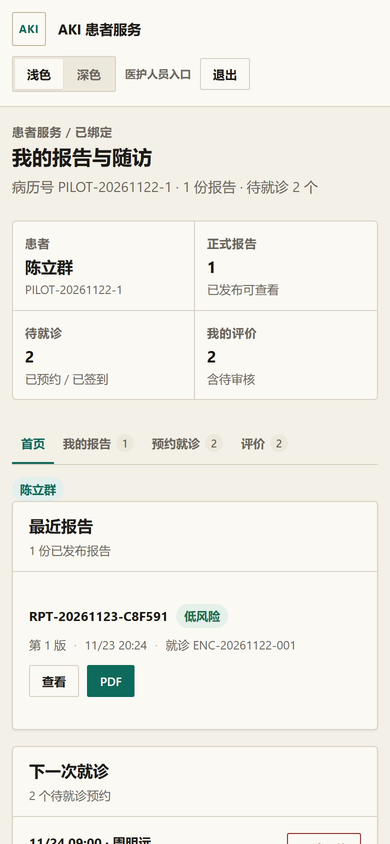 AKI
AKI 患者服务
浅色
深色
医护人员入口
退出
患者服务 / 已绑定
我的报告与随访
病历号 PILOT-20261122-1 · 1 份报告 · 待就诊 2 个
患者
陈立群
PILOT-20261122-1
正式报告
1
已发布可查看
待就诊
2
已预约 / 已签到
我的评价
2
含待审核
首页
我的报告 1
预约就诊 2
评价 2
陈立群
最近报告
1 份已发布报告
RPT-20261123-C8F591 低风险
第 1 版 · 11/23 20:24 · 就诊 ENC-20261122-001
查看
PDF
下一次就诊
2 个待就诊预约
11/24 09:00 · 周明远